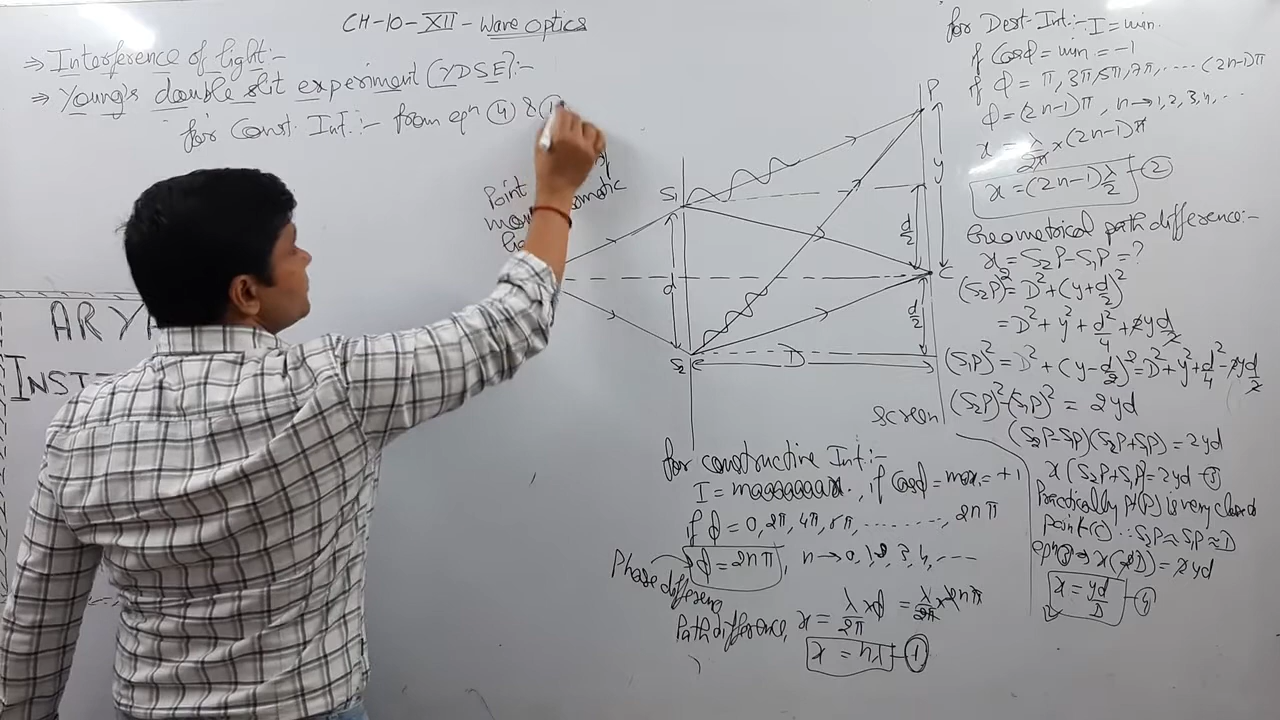 CH-10-XII-Wave Optics
⇒ Interference of light:-
⇒ Young's double slit experiment (YDSE):-
for Const. Int.:- from eqn (4) & (1
Point
ARYA
INSTI
P
y
S1
d/2
C
d
d/2
S2
D
Screen
for constructive Int:-
I = maaaaaaax., if Cosϕ = max = +1
if ϕ = 0, 2π, 4π, 6π, ........, 2nπ
ϕ = 2nπ, n → 0, 1, 2, 3, 4, ----
Phase differeng
Path difference, x = λ/2π × ϕ = λ/2π × 2nπ
x = nλ (1)
for Dest. Int.:- I = min.
if Cosϕ = min = -1
if ϕ = π, 3π, 5π, 7π, ..... (2n-1)π
ϕ = (2n-1)π, n → 1, 2, 3, 4, ..
x = λ/2π × (2n-1)π
x = (2n-1)λ/2 (2)
Geometrical path difference:-
x = S2P - S1P = ?
(S2P)² = D² + (y + d/2)²
= D² + y² + d²/4 + 2yd/2
(S1P)² = D² + (y - d/2)² = D² + y² + d²/4 - 2yd/2
(S2P)² - (S1P)² = 2yd
(S2P-S1P)(S2P+S1P) = 2yd
x (S2P+S1P) = 2yd (3)
Practically pt(P) is very close to
point (C) ∴ S2P ≈ S1P ≈ D
eqn(3) ⇒ x(2D) = 2yd
x = yd/D (4)